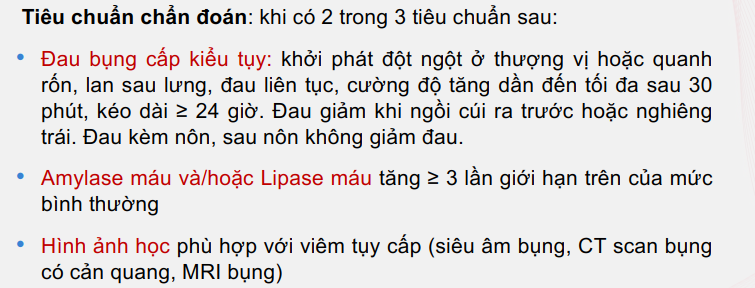 Tiêu chuẩn chẩn đoán: khi có 2 trong 3 tiêu chuẩn sau:
• Đau bụng cấp kiểu tụy: khởi phát đột ngột ở thượng vị hoặc quanh
rốn, lan sau lưng, đau liên tục, cường độ tăng dần đến tối đa sau 30
phút, kéo dài ≥ 24 giờ. Đau giảm khi ngồi cúi ra trước hoặc nghiêng
trái. Đau kèm nôn, sau nôn không giảm đau.
• Amylase máu và/hoặc Lipase máu tăng ≥ 3 lần giới hạn trên của mức
bình thường
• Hình ảnh học phù hợp với viêm tụy cấp (siêu âm bụng, CT scan bụng
có cản quang, MRI bụng)